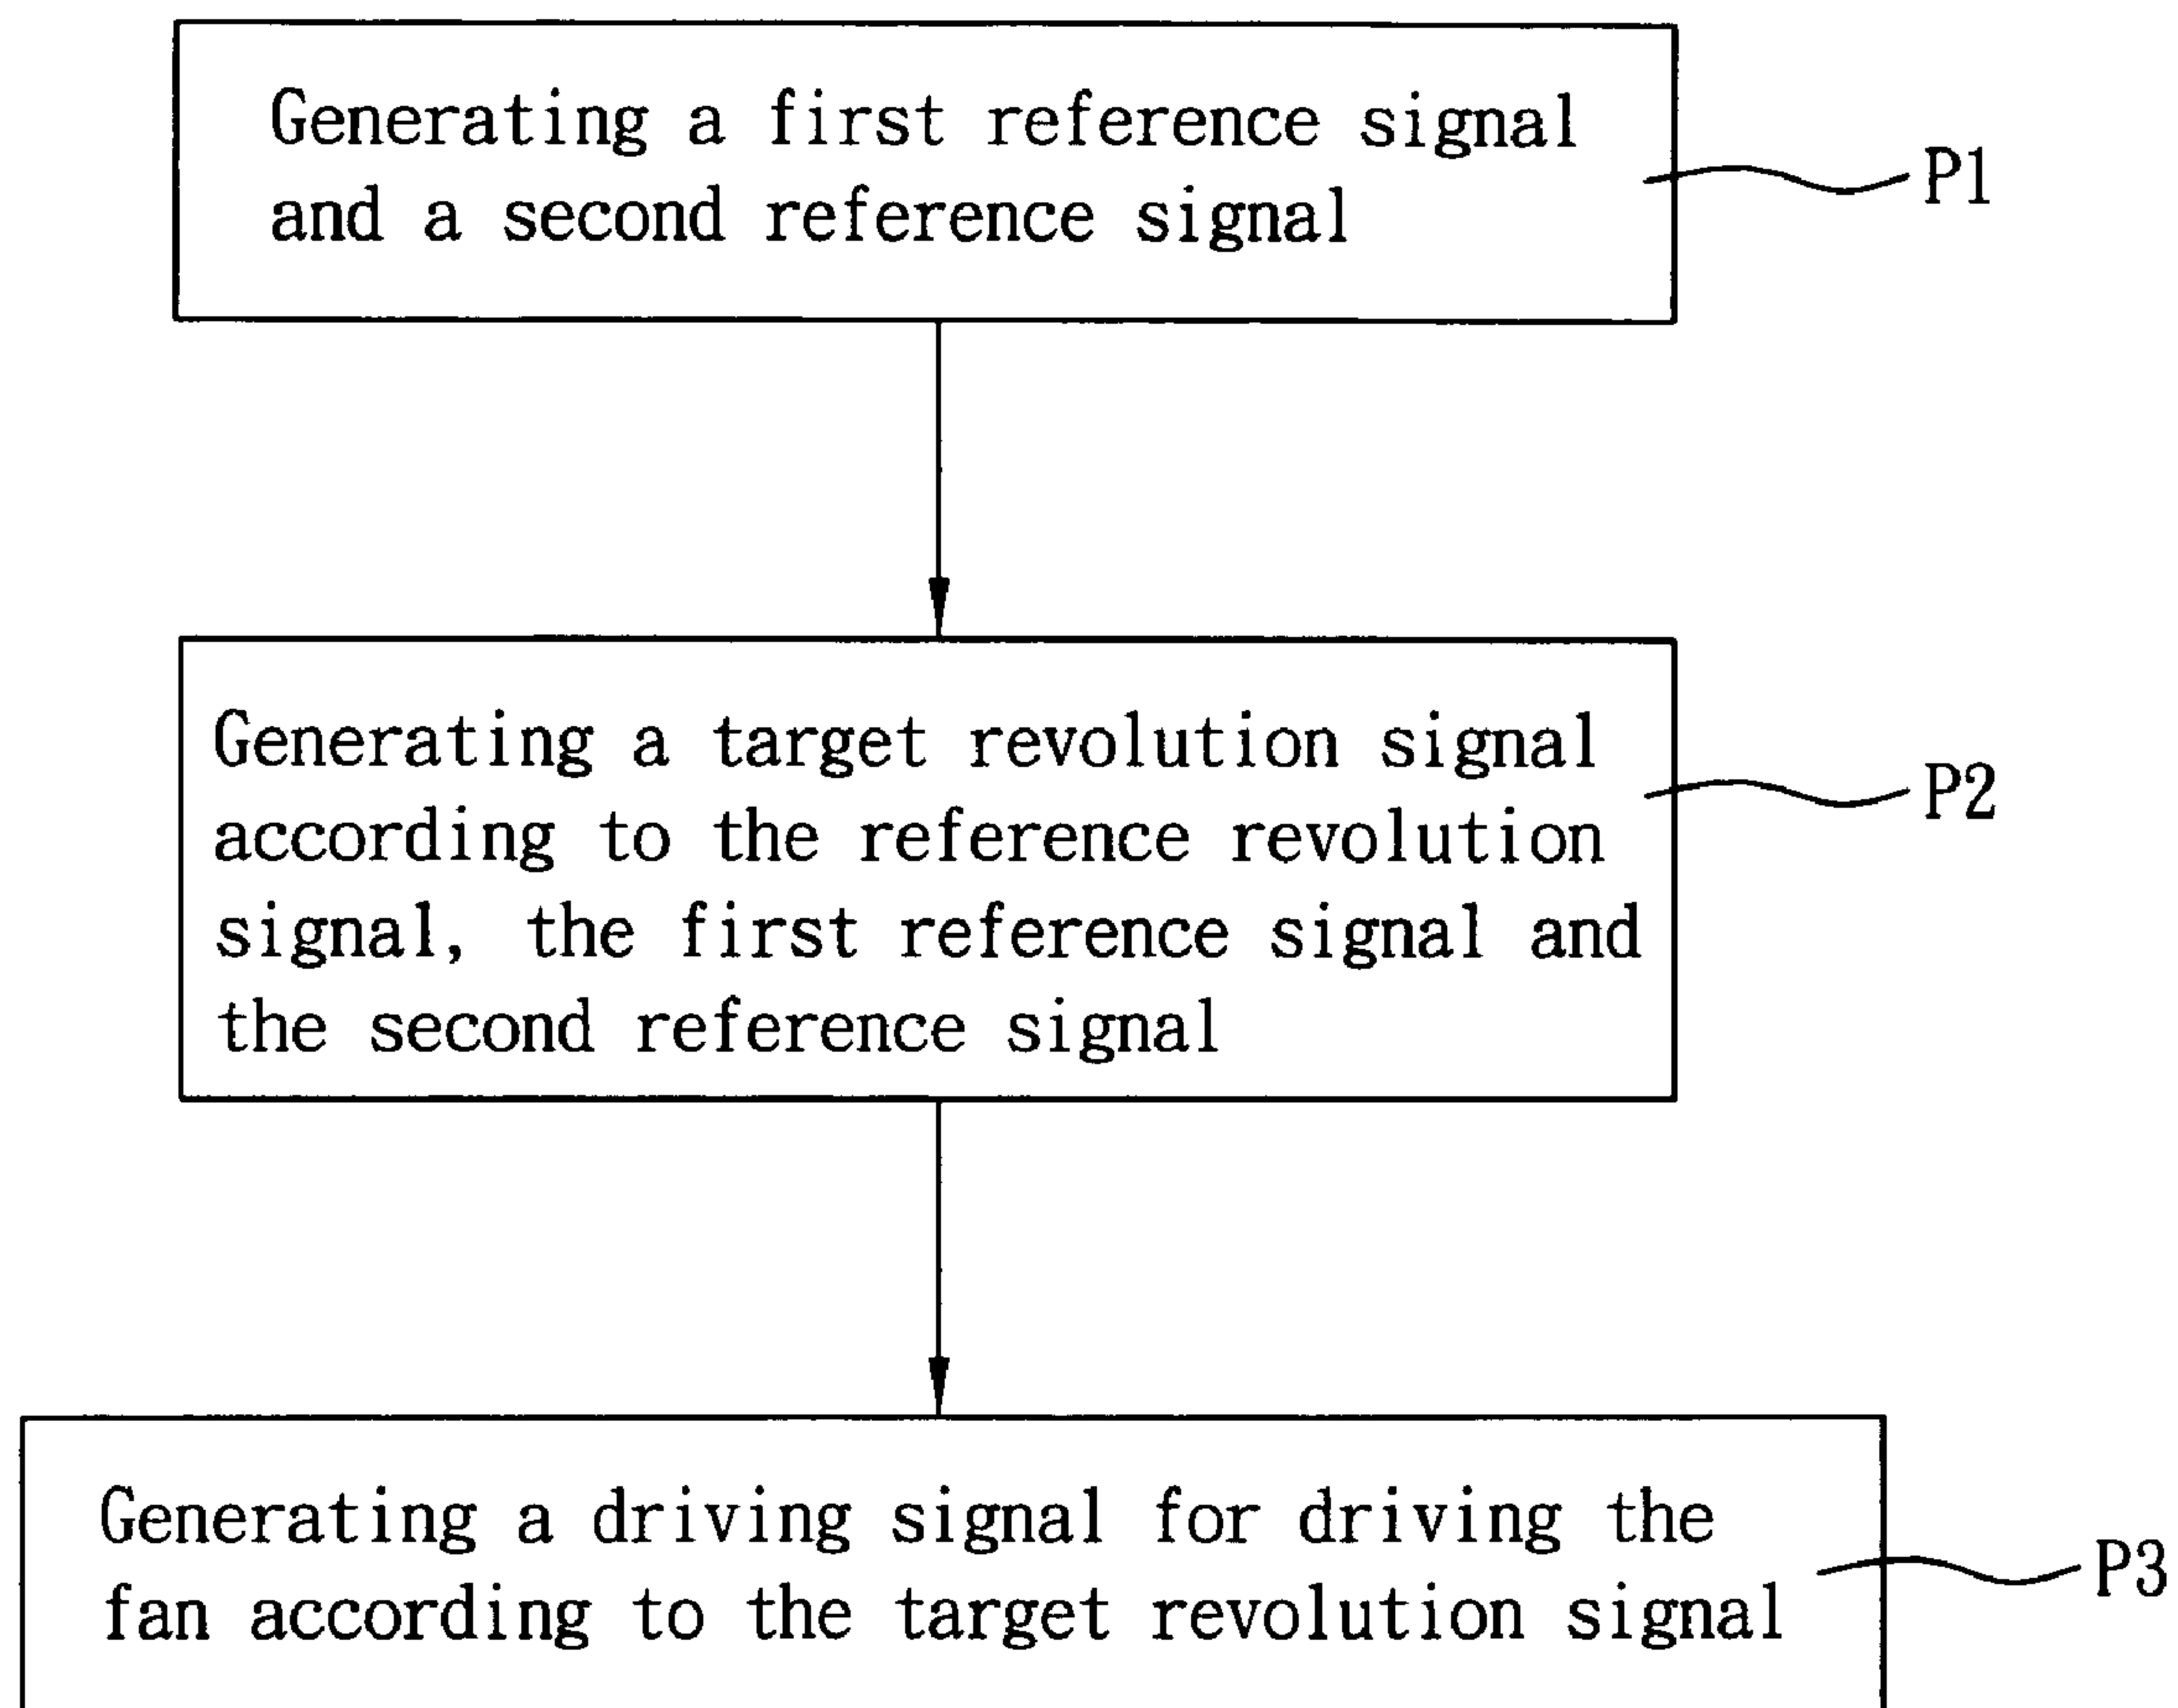 Generating a first reference signal
and a second reference signal
P1
Generating a target revolution signal
according to the reference revolution
signal, the first reference signal and
the second reference signal
P2
Generating a driving signal for driving the
fan according to the target revolution signal
P3